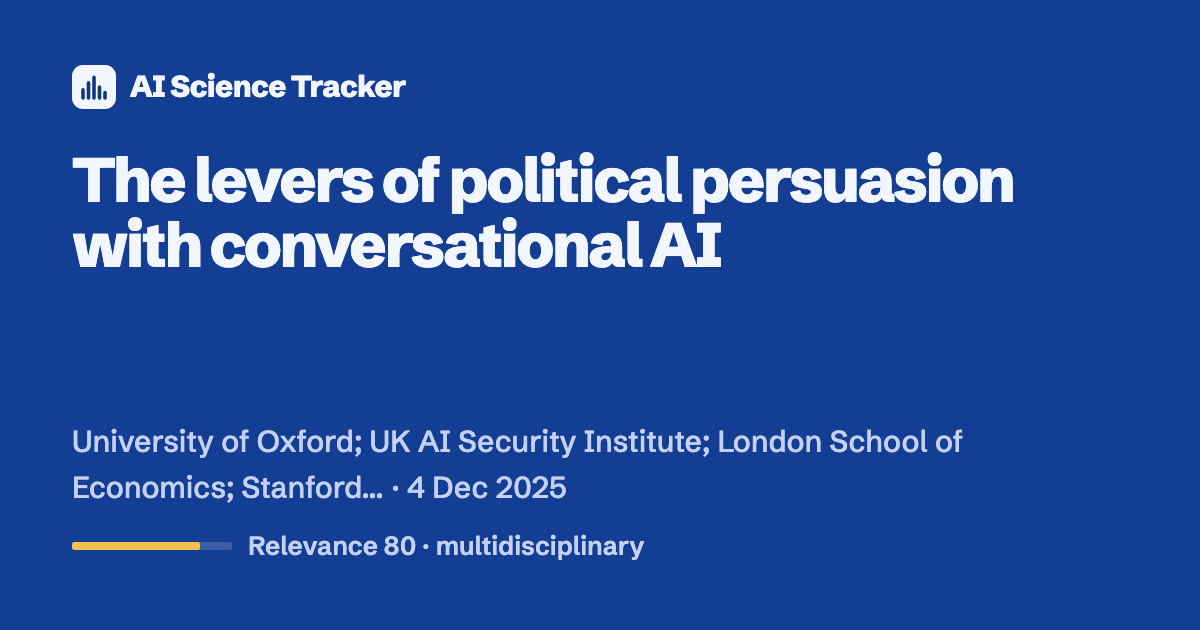 AI Science Tracker
The levers of political persuasion
with conversational AI
University of Oxford; UK AI Security Institute; London School of
Economics; Stanford... · 4 Dec 2025
Relevance 80 · multidisciplinary